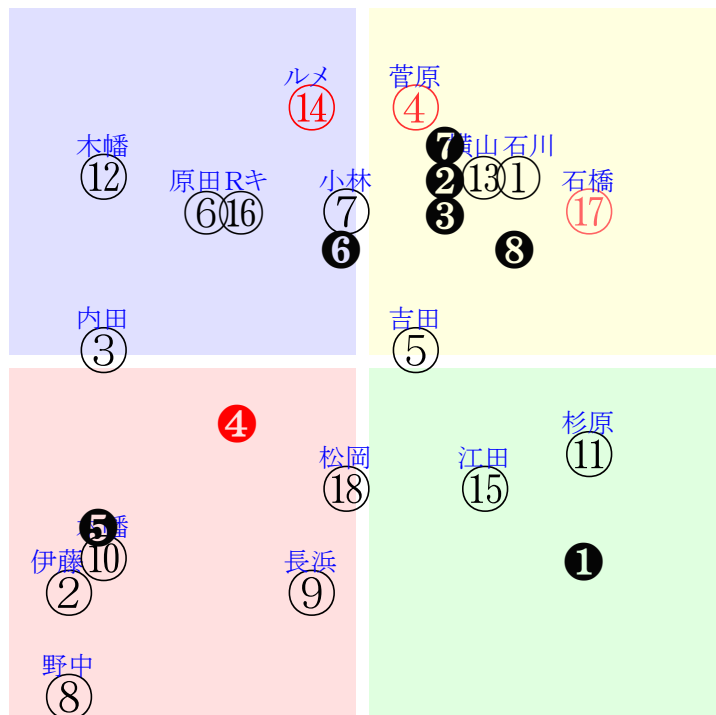 ルメ 菅原
⑭ ④
木幡 ❼ 横山 石川
⑫ 原田 Rキ 小林 ❷ ⑬ ① 石橋
⑥ ⑯ ⑦ ❸ ⑰
❻ ❽
内田 吉田
③ ⑤
❹ 杉原
松岡 江田 ⑪
⑱ ⑮
❺ 幡
伊藤 ⑩ 長浜 ❶
② ⑨
野中
⑧